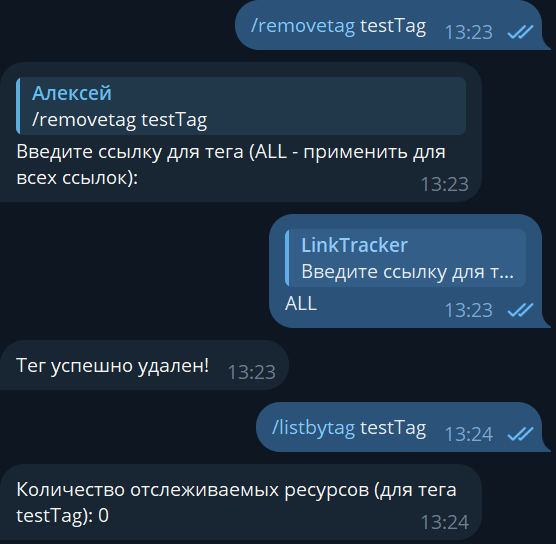 /removetag testTag 13:23
Алексей
/removetag testTag
Введите ссылку для тега (ALL - применить для
всех ссылок):
13:23
LinkTracker
Введите ссылку для т...
ALL
13:23
Тег успешно удален! 13:23
/listbytag testTag 13:24
Количество отслеживаемых ресурсов (для тега
testTag): 0
13:24